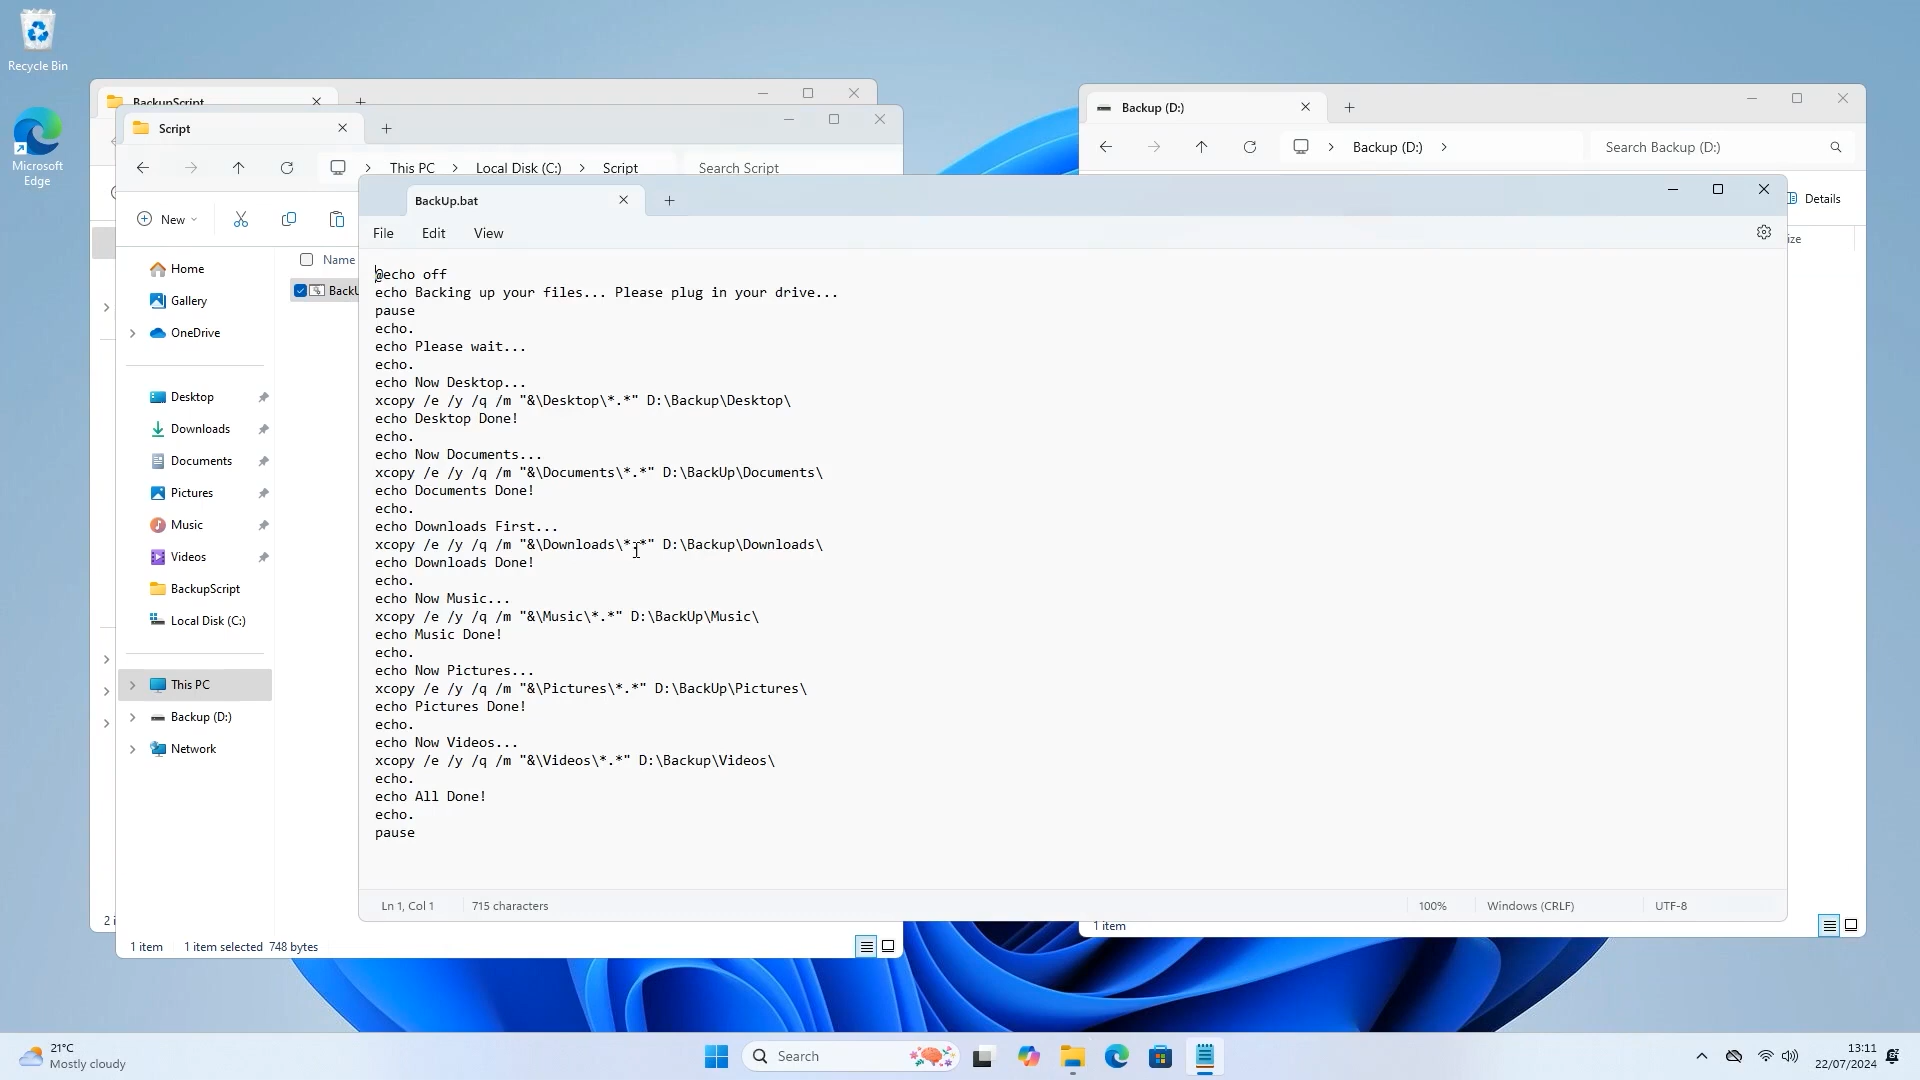 Recycle Bin
Microsoft
Edge
BackupScript
Script
This PC
Local Disk (C:)
Script
Search Script
New
Home
Gallery
OneDrive
Desktop
Downloads
Documents
Pictures
Music
Videos
BackupScript
Local Disk (C:)
This PC
Backup (D:)
Network
Name
1 item
1 item selected 748 bytes
Backup (D:)
Backup (D:)
Search Backup (D:)
Details
1 item
BackUp.bat
File
Edit
View
@echo off
echo Backing up your files... Please plug in your drive...
pause
echo.
echo Please wait...
echo.
echo Now Desktop...
xcopy /e /y /q /m "&\Desktop\*.*" D:\Backup\Desktop\
echo Desktop Done!
echo.
echo Now Documents...
xcopy /e /y /q /m "&\Documents\*.*" D:\BackUp\Documents\
echo Documents Done!
echo.
echo Downloads First...
xcopy /e /y /q /m "&\Downloads\*.*" D:\Backup\Downloads\
echo Downloads Done!
echo.
echo Now Music...
xcopy /e /y /q /m "&\Music\*.*" D:\BackUp\Music\
echo Music Done!
echo.
echo Now Pictures...
xcopy /e /y /q /m "&\Pictures\*.*" D:\BackUp\Pictures\
echo Pictures Done!
echo.
echo Now Videos...
xcopy /e /y /q /m "&\Videos\*.*" D:\Backup\Videos\
echo.
echo All Done!
echo.
pause
Ln 1, Col 1
715 characters
100%
Windows (CRLF)
UTF-8
21°C
Mostly cloudy
Search
13:11
22/07/2024